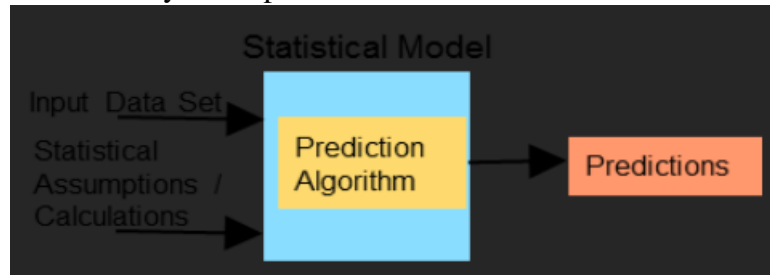 Statistical Model
Input Data Set
Statistical
Assumptions /
Calculations
Prediction
Algorithm
Predictions